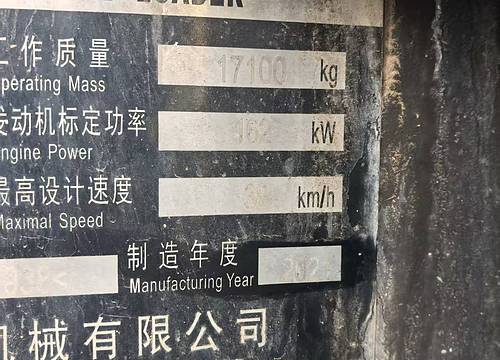 LOADER
工作质量 17100 kg
Operating Mass
发动机标定功率 162 kW
Engine Power
最高设计速度 km/h
Maximal Speed
制造年度
Manufacturing Year
机械有限公司